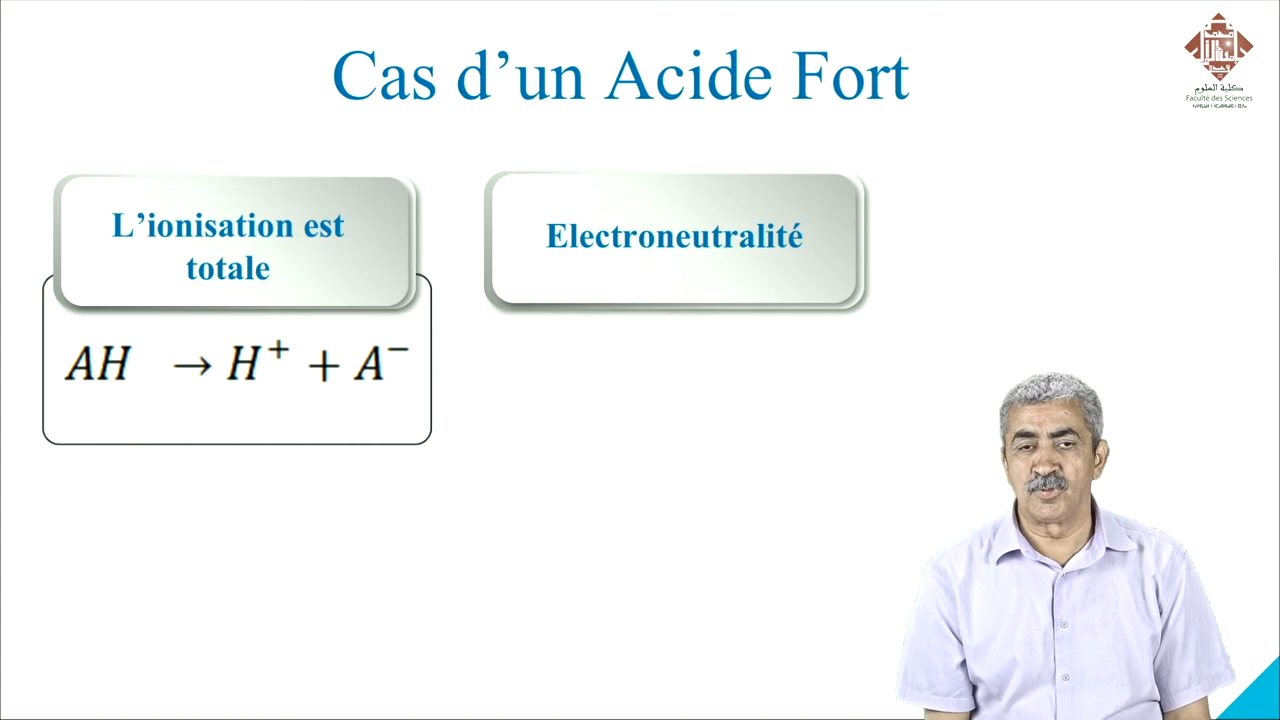 Cas d’un Acide Fort
كلية العلوم
Faculté des Sciences
L’ionisation est
totale
Electroneutralité
AH → H⁺ + A⁻